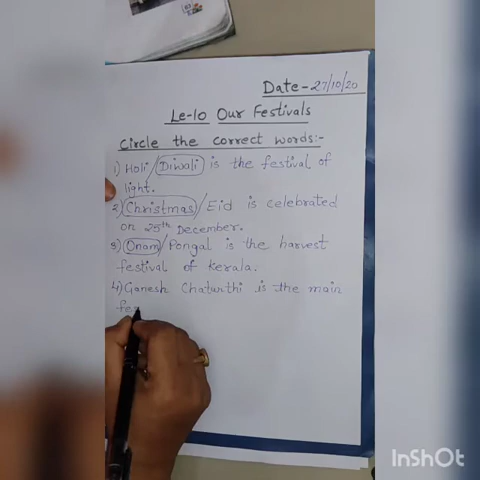 Date-27/10/20
Le-10 Our Festivals
Circle the correct words:-
1) Holi/Diwali is the festival of
light.
2) Christmas/Eid is celebrated
on 25th December.
3) Onam/Pongal is the harvest
festival of Kerala.
4) Ganesh Chaturthi is the main
fes
InShOt